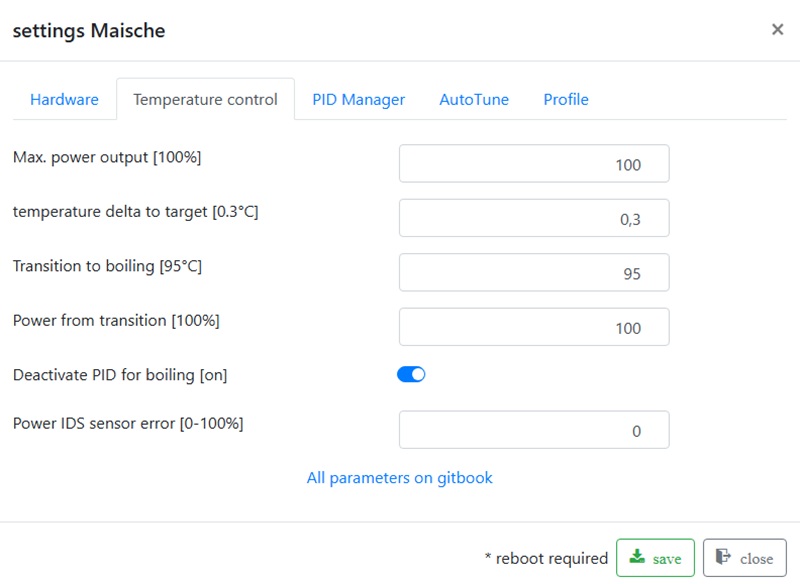 settings Maische
×
Hardware Temperature control PID Manager AutoTune Profile
Max. power output [100%] 100
temperature delta to target [0.3°C] 0,3
Transition to boiling [95°C] 95
Power from transition [100%] 100
Deactivate PID for boiling [on]
Power IDS sensor error [0-100%] 0
All parameters on gitbook
* reboot required save close